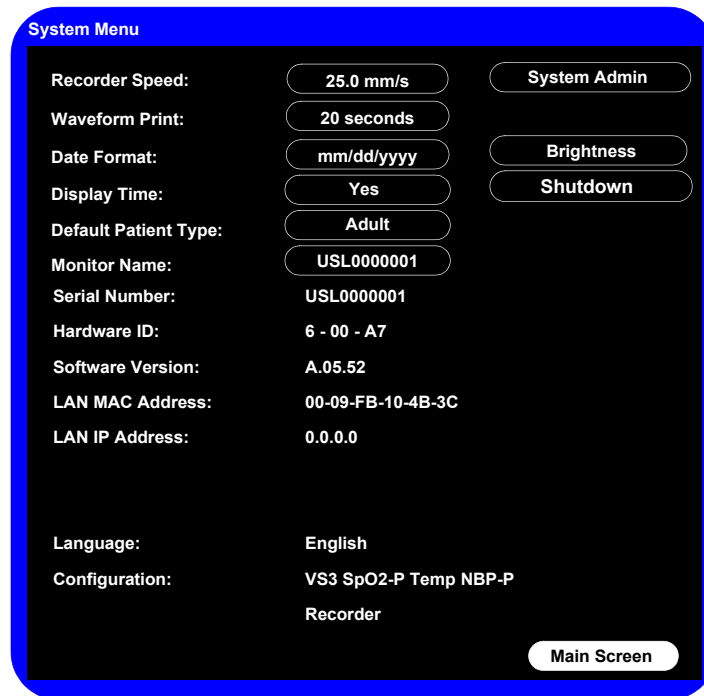 System Menu
Recorder Speed: 25.0 mm/s System Admin
Waveform Print: 20 seconds
Date Format: mm/dd/yyyy Brightness
Display Time: Yes Shutdown
Default Patient Type: Adult
Monitor Name: USL0000001
Serial Number: USL0000001
Hardware ID: 6 - 00 - A7
Software Version: A.05.52
LAN MAC Address: 00-09-FB-10-4B-3C
LAN IP Address: 0.0.0.0
Language: English
Configuration: VS3 SpO2-P Temp NBP-P
Recorder
Main Screen